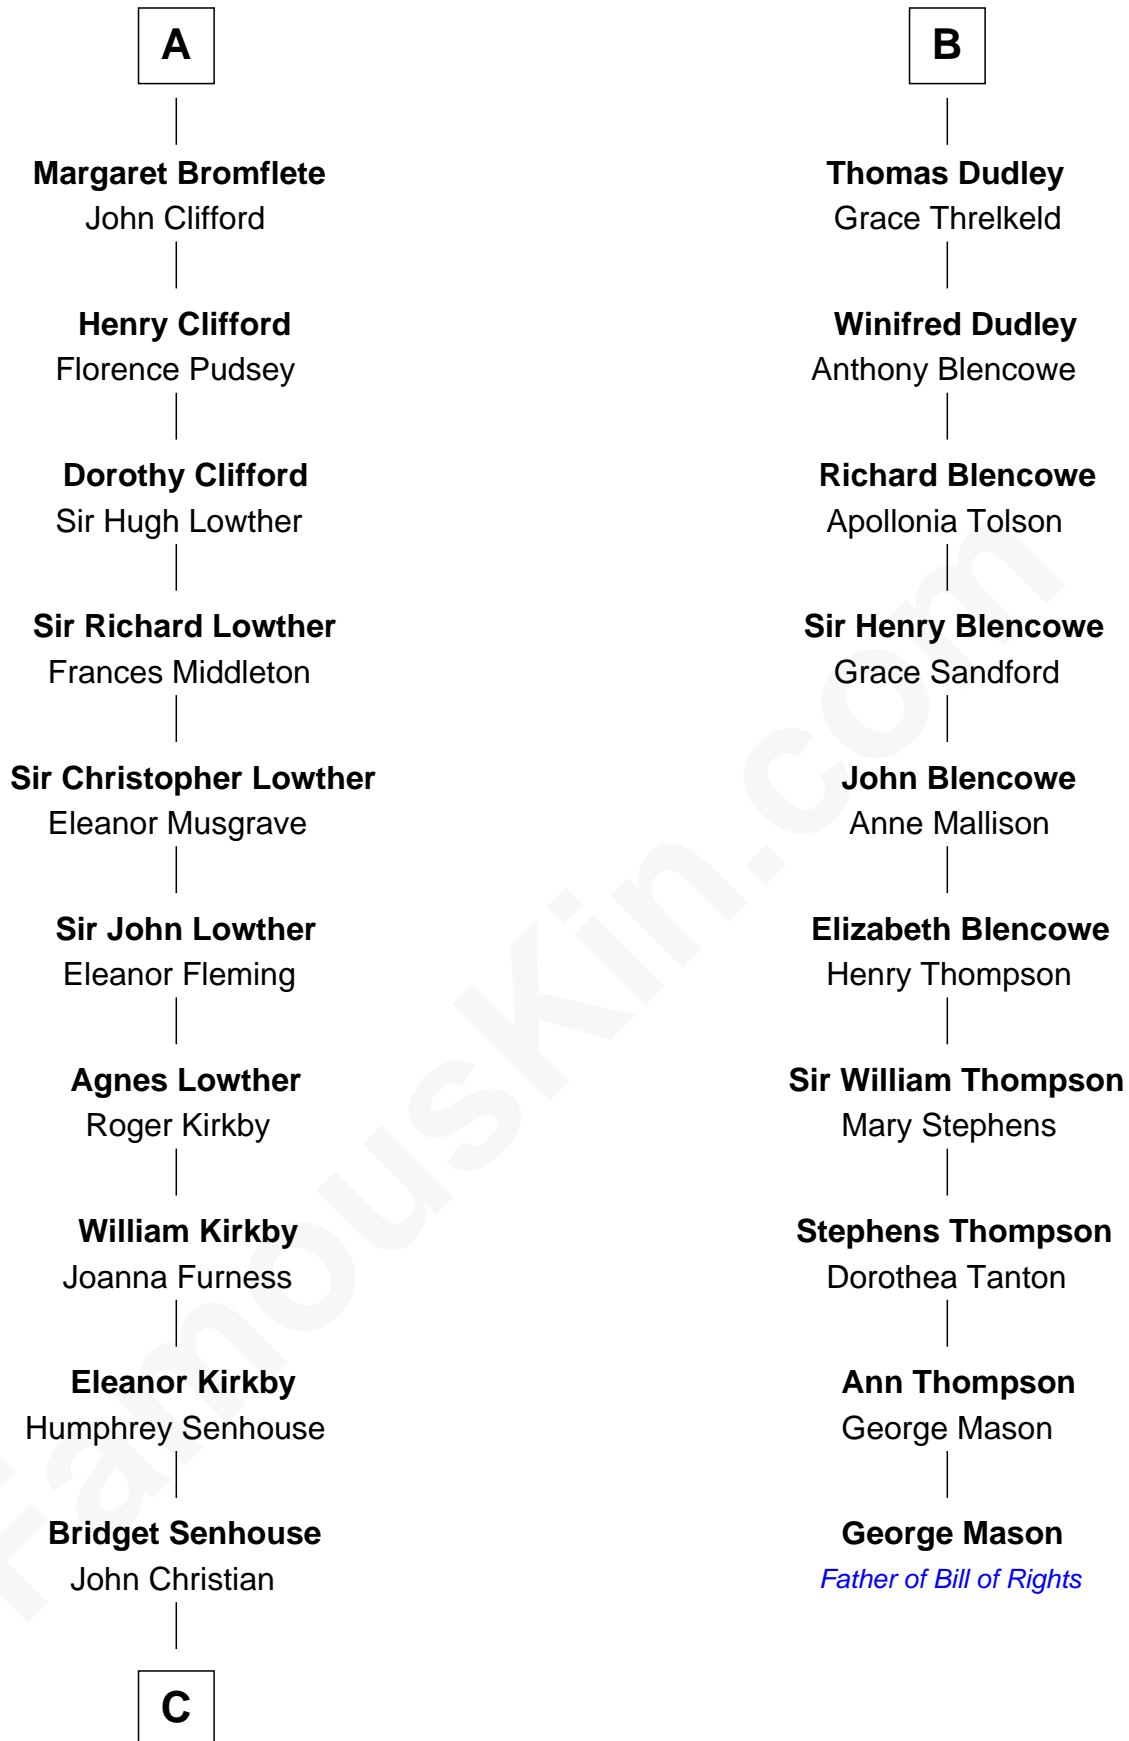 A
Margaret Bromflete
John Clifford
Henry Clifford
Florence Pudsey
Dorothy Clifford
Sir Hugh Lowther
Sir Richard Lowther
Frances Middleton
Sir Christopher Lowther
Eleanor Musgrave
Sir John Lowther
Eleanor Fleming
Agnes Lowther
Roger Kirkby
William Kirkby
Joanna Furness
Eleanor Kirkby
Humphrey Senhouse
Bridget Senhouse
John Christian
C
B
Thomas Dudley
Grace Threlkeld
Winifred Dudley
Anthony Blencowe
Richard Blencowe
Apollonia Tolson
Sir Henry Blencowe
Grace Sandford
John Blencowe
Anne Mallison
Elizabeth Blencowe
Henry Thompson
Sir William Thompson
Mary Stephens
Stephens Thompson
Dorothea Tanton
Ann Thompson
George Mason
George Mason
Father of Bill of Rights
FamousKin.com